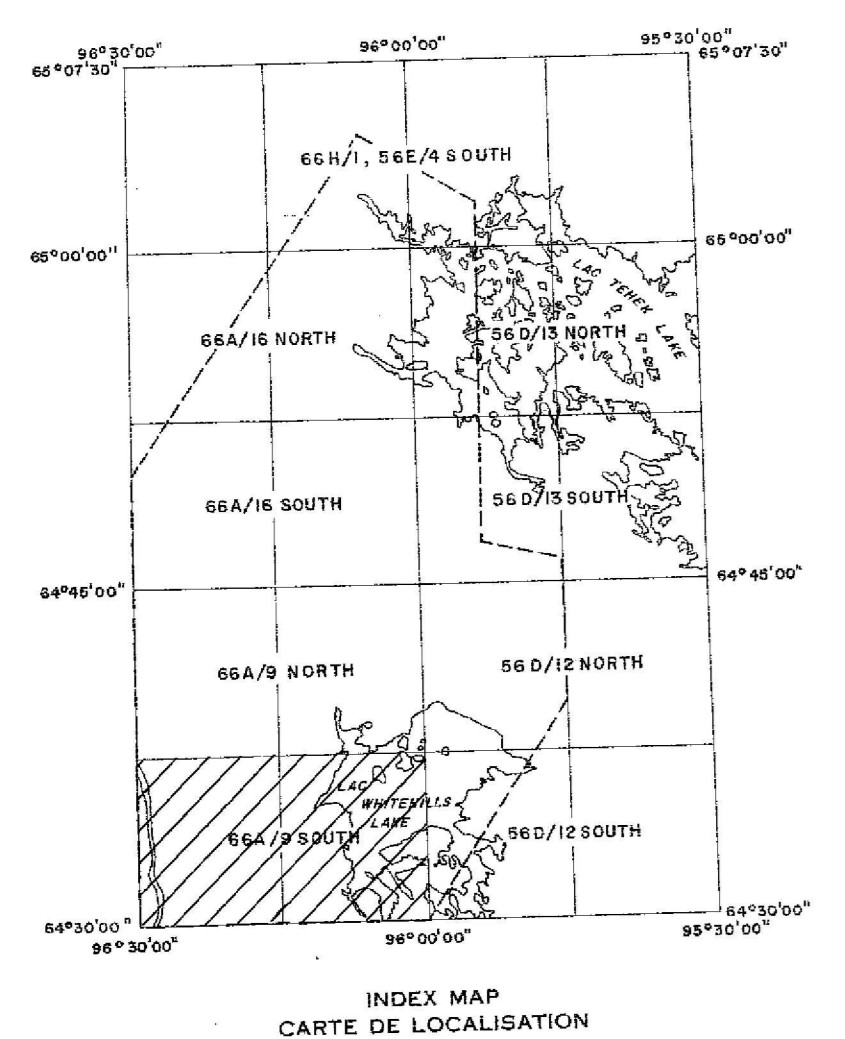 96°30'00"
96°00'00"
95°30'00"
65°07'30"
65°07'30"
66H/1, 56E/4 SOUTH
65°00'00"
65°00'00"
LAC TEHEK LAKE
66A/16 NORTH
56D/13 NORTH
66A/16 SOUTH
56D/13 SOUTH
64°45'00"
64°45'00"
66A/9 NORTH
56D/12 NORTH
LAC
WHITEHILLS
LAKE
66A/9 SOUTH
56D/12 SOUTH
64°30'00"
64°30'00"
96°30'00"
96°00'00"
95°30'00"
INDEX MAP
CARTE DE LOCALISATION